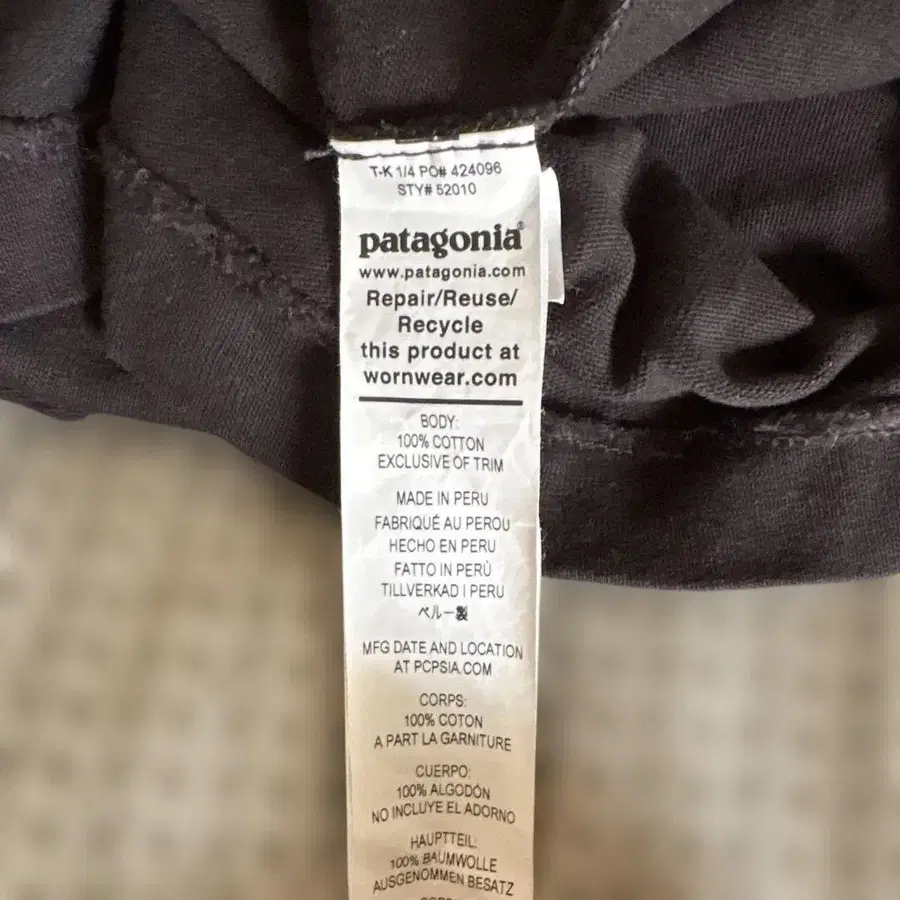 T-K 1/4 PO# 424096
STY# 52010
patagonia®
www.patagonia.com
Repair/Reuse/
Recycle
this product at
wornwear.com
BODY:
100% COTTON
EXCLUSIVE OF TRIM
MADE IN PERU
FABRIQUÉ AU PEROU
HECHO EN PERU
FATTO IN PERÙ
TILLVERKAD I PERU
ペルー製
MFG DATE AND LOCATION
AT PCPSIA.COM
CORPS:
100% COTON
A PART LA GARNITURE
CUERPO:
100% ALGODÓN
NO INCLUYE EL ADORNO
HAUPTTEIL:
100% BAUMWOLLE
AUSGENOMMEN BESATZ